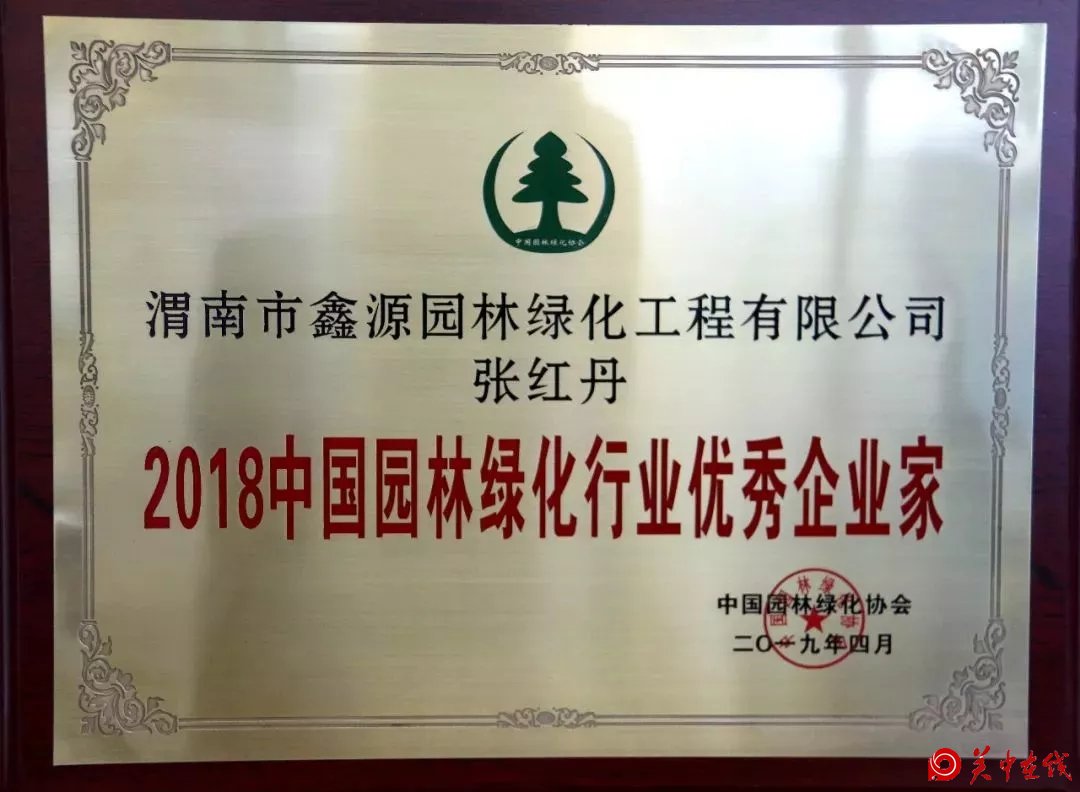 中国园林绿化协会
渭南市鑫源园林绿化工程有限公司
张红丹
2018中国园林绿化行业优秀企业家
中国园林绿化协会
二〇一九年四月
关中在线